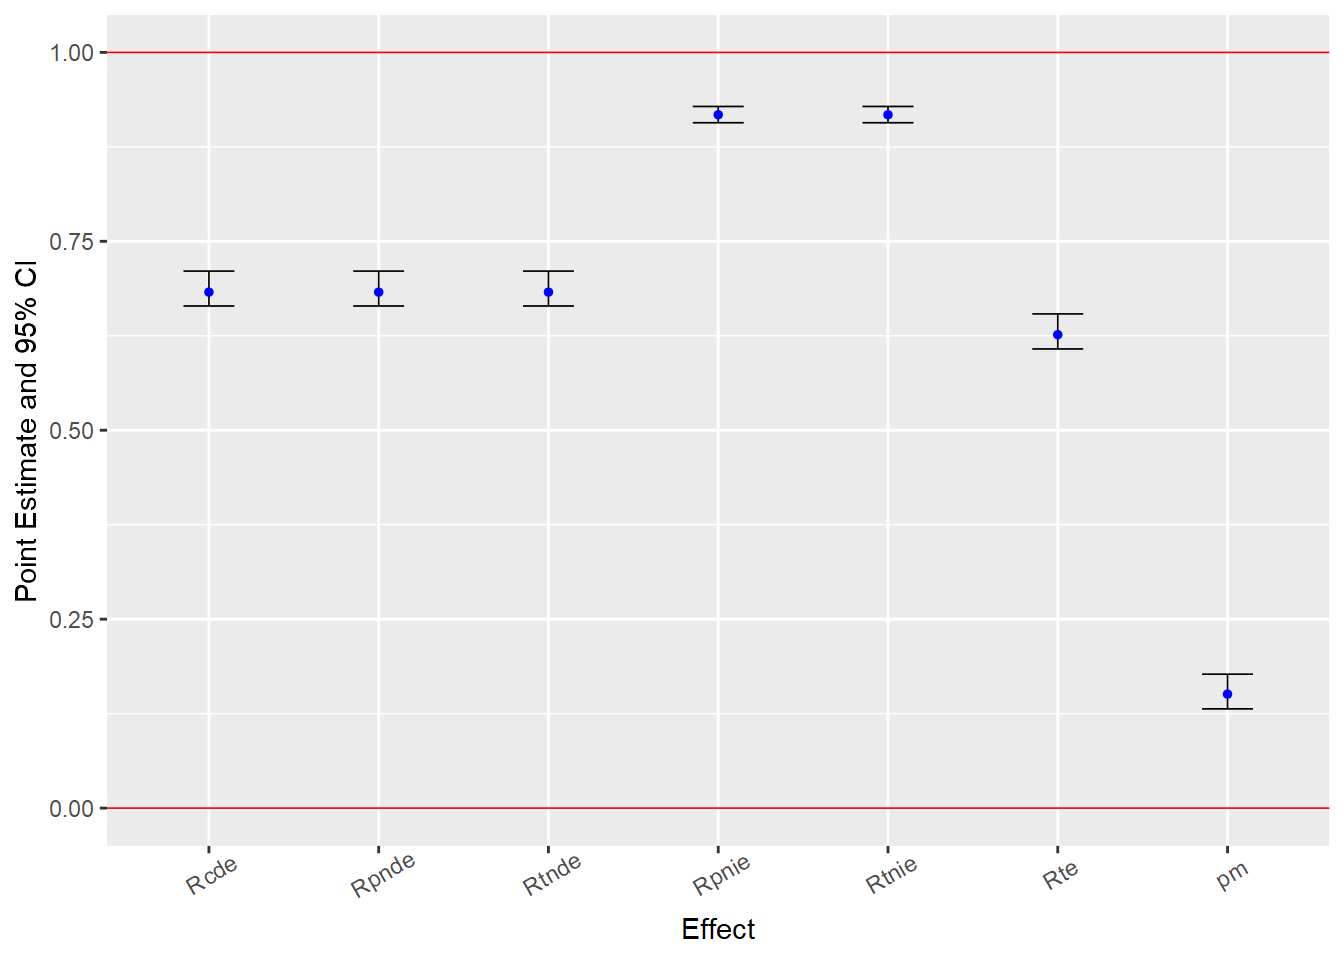 Point Estimate and 95% CI
1.00
0.75
0.50
0.25
0.00
Rcde
Rpnde
Rtnde
Rpnie
Rtnie
Rte
pm
Effect